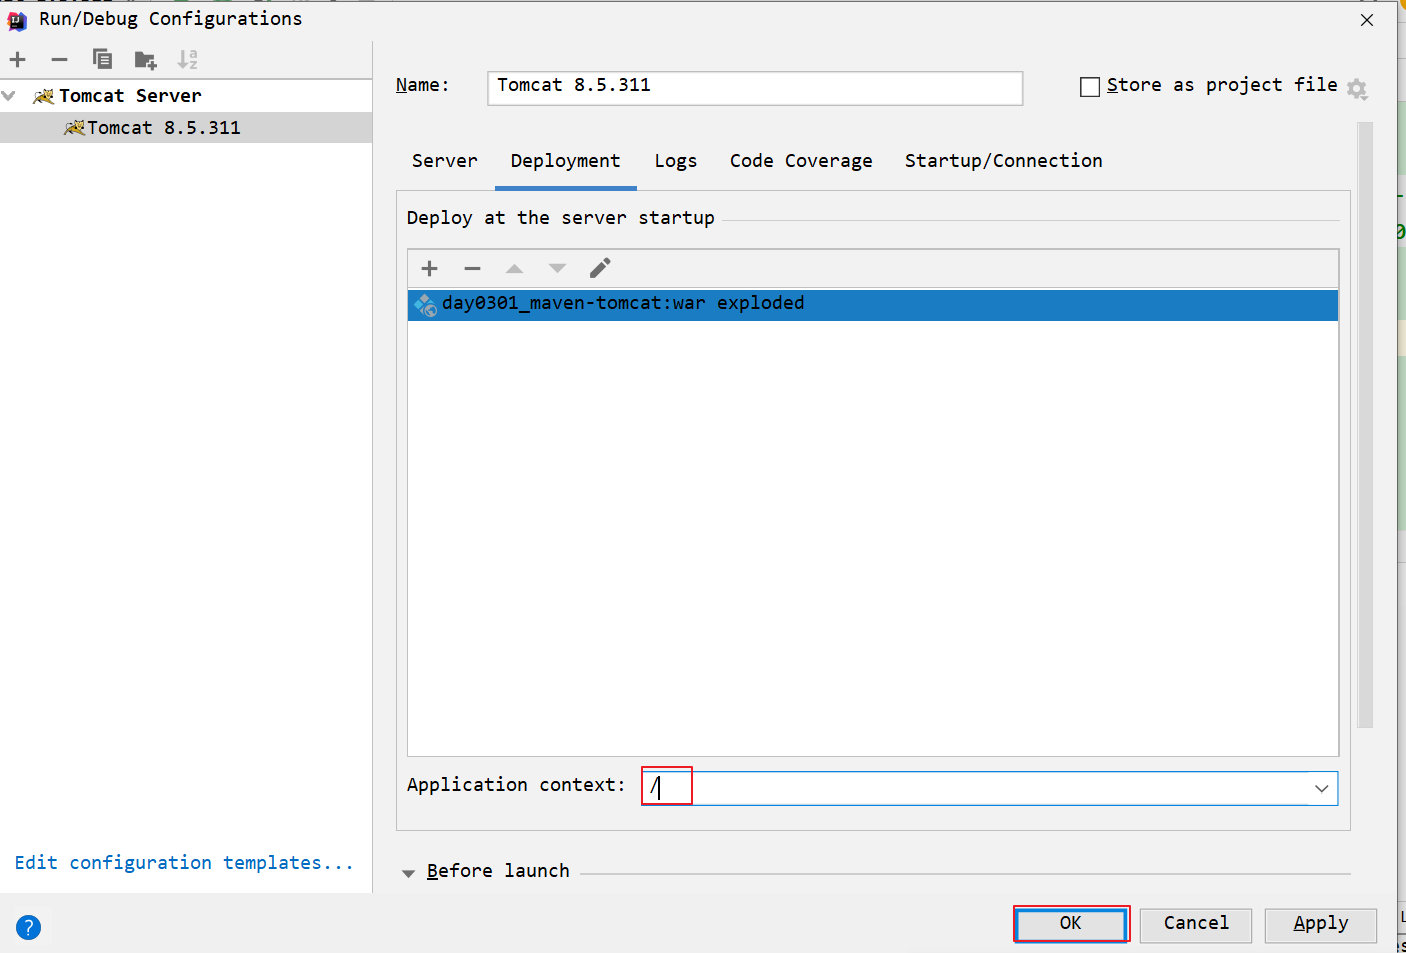 Run/Debug Configurations
Tomcat Server
Tomcat 8.5.311
Name: Tomcat 8.5.311 Store as project file
Server Deployment Logs Code Coverage Startup/Connection
Deploy at the server startup
day0301_maven-tomcat:war exploded
Application context: /
Edit configuration templates...
Before launch
? OK Cancel Apply